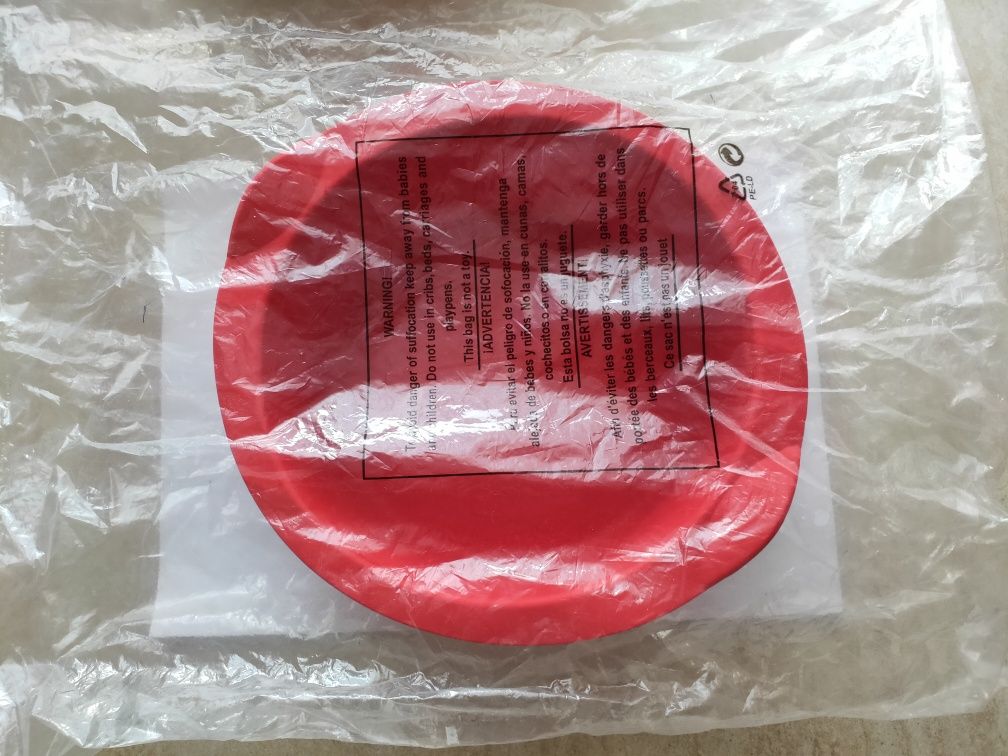 WARNING!
To avoid danger of suffocation keep away from babies
and children. Do not use in cribs, beds, carriages and
playpens.
This bag is not a toy.
¡ADVERTENCIA!
Para evitar el peligro de sofocación, mantenga
alejada de bebes y niños. No la use en cunas, camas,
cochecitos o en corralitos.
Esta bolsa no es un juguete.
AVERTISSEMENT!
Afin d'éviter les dangers d'asphyxie, garder hors de
portée des bébés et des enfants. Ne pas utiliser dans
les berceaux, lits, poussettes ou parcs.
Ce sac n'est pas un jouet
04
PE-LD